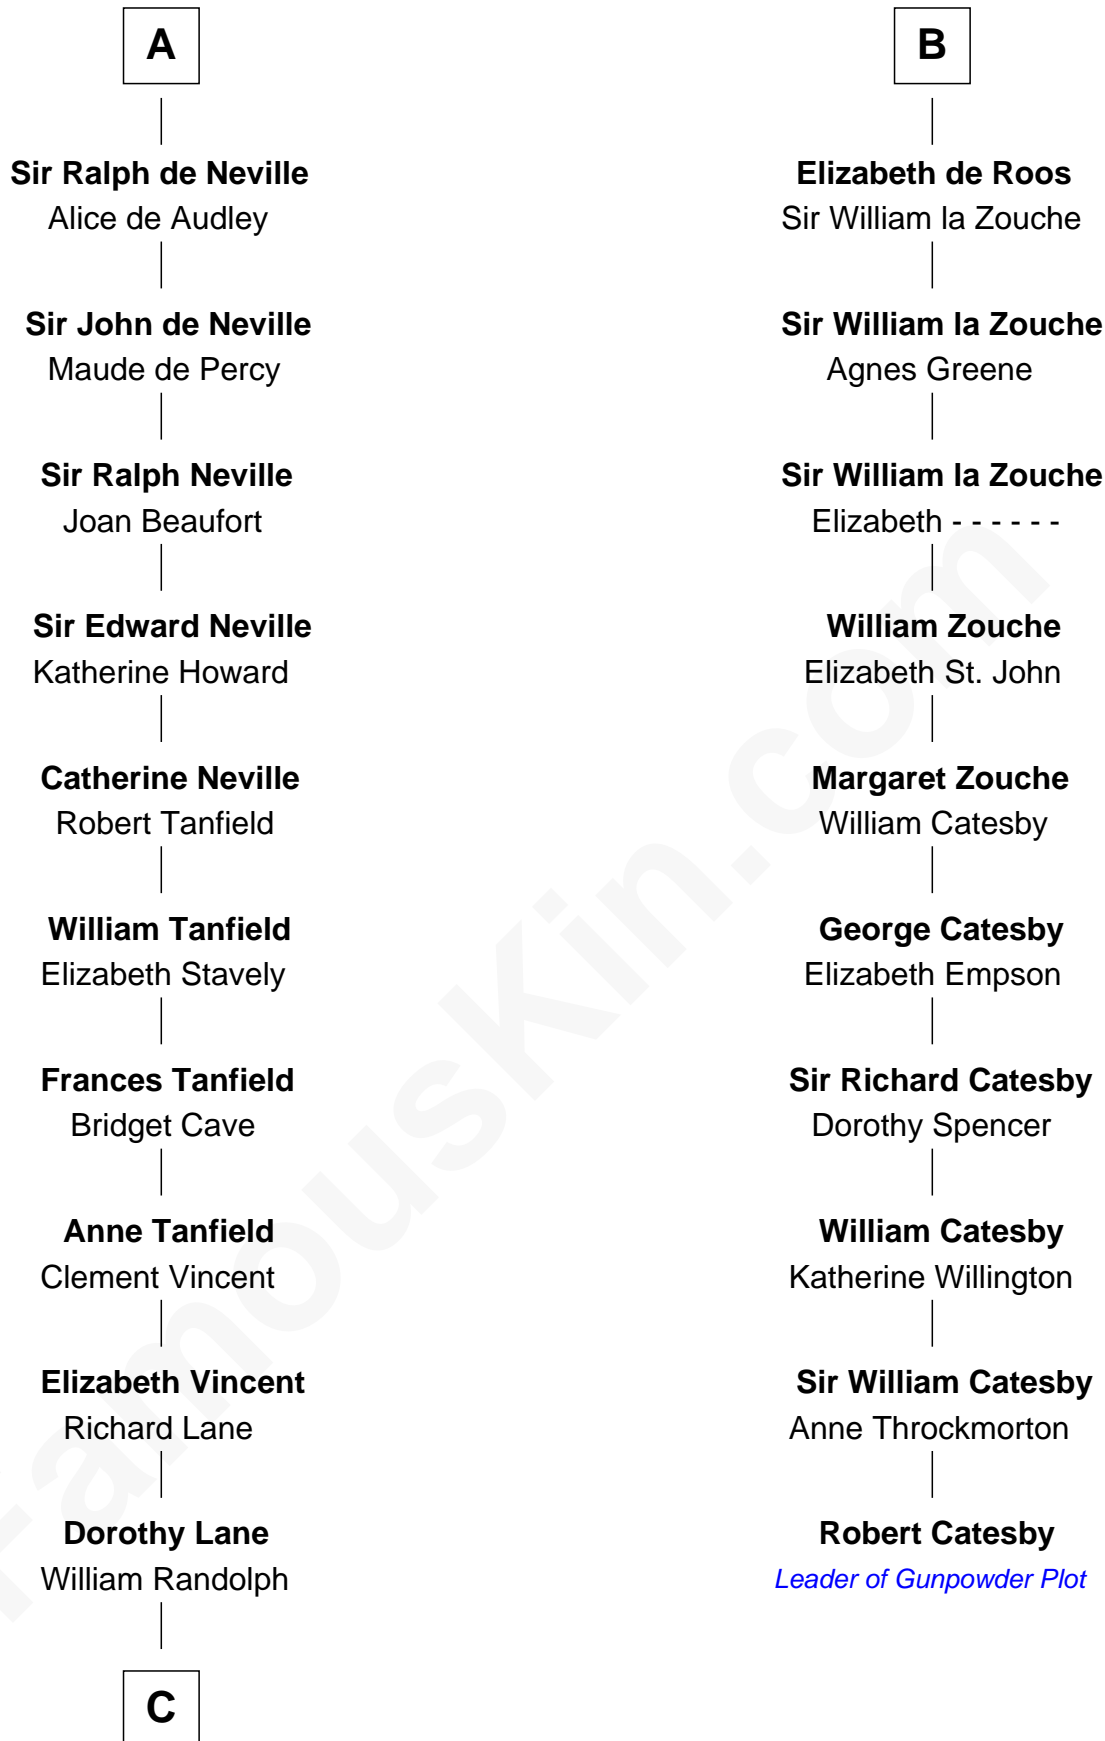 A
Sir Ralph de Neville
Alice de Audley
Sir John de Neville
Maude de Percy
Sir Ralph Neville
Joan Beaufort
Sir Edward Neville
Katherine Howard
Catherine Neville
Robert Tanfield
William Tanfield
Elizabeth Stavely
Frances Tanfield
Bridget Cave
Anne Tanfield
Clement Vincent
Elizabeth Vincent
Richard Lane
Dorothy Lane
William Randolph
C
B
Elizabeth de Roos
Sir William la Zouche
Sir William la Zouche
Agnes Greene
Sir William la Zouche
Elizabeth - - - - - -
William Zouche
Elizabeth St. John
Margaret Zouche
William Catesby
George Catesby
Elizabeth Empson
Sir Richard Catesby
Dorothy Spencer
William Catesby
Katherine Willington
Sir William Catesby
Anne Throckmorton
Robert Catesby
Leader of Gunpowder Plot
FamousKin.com